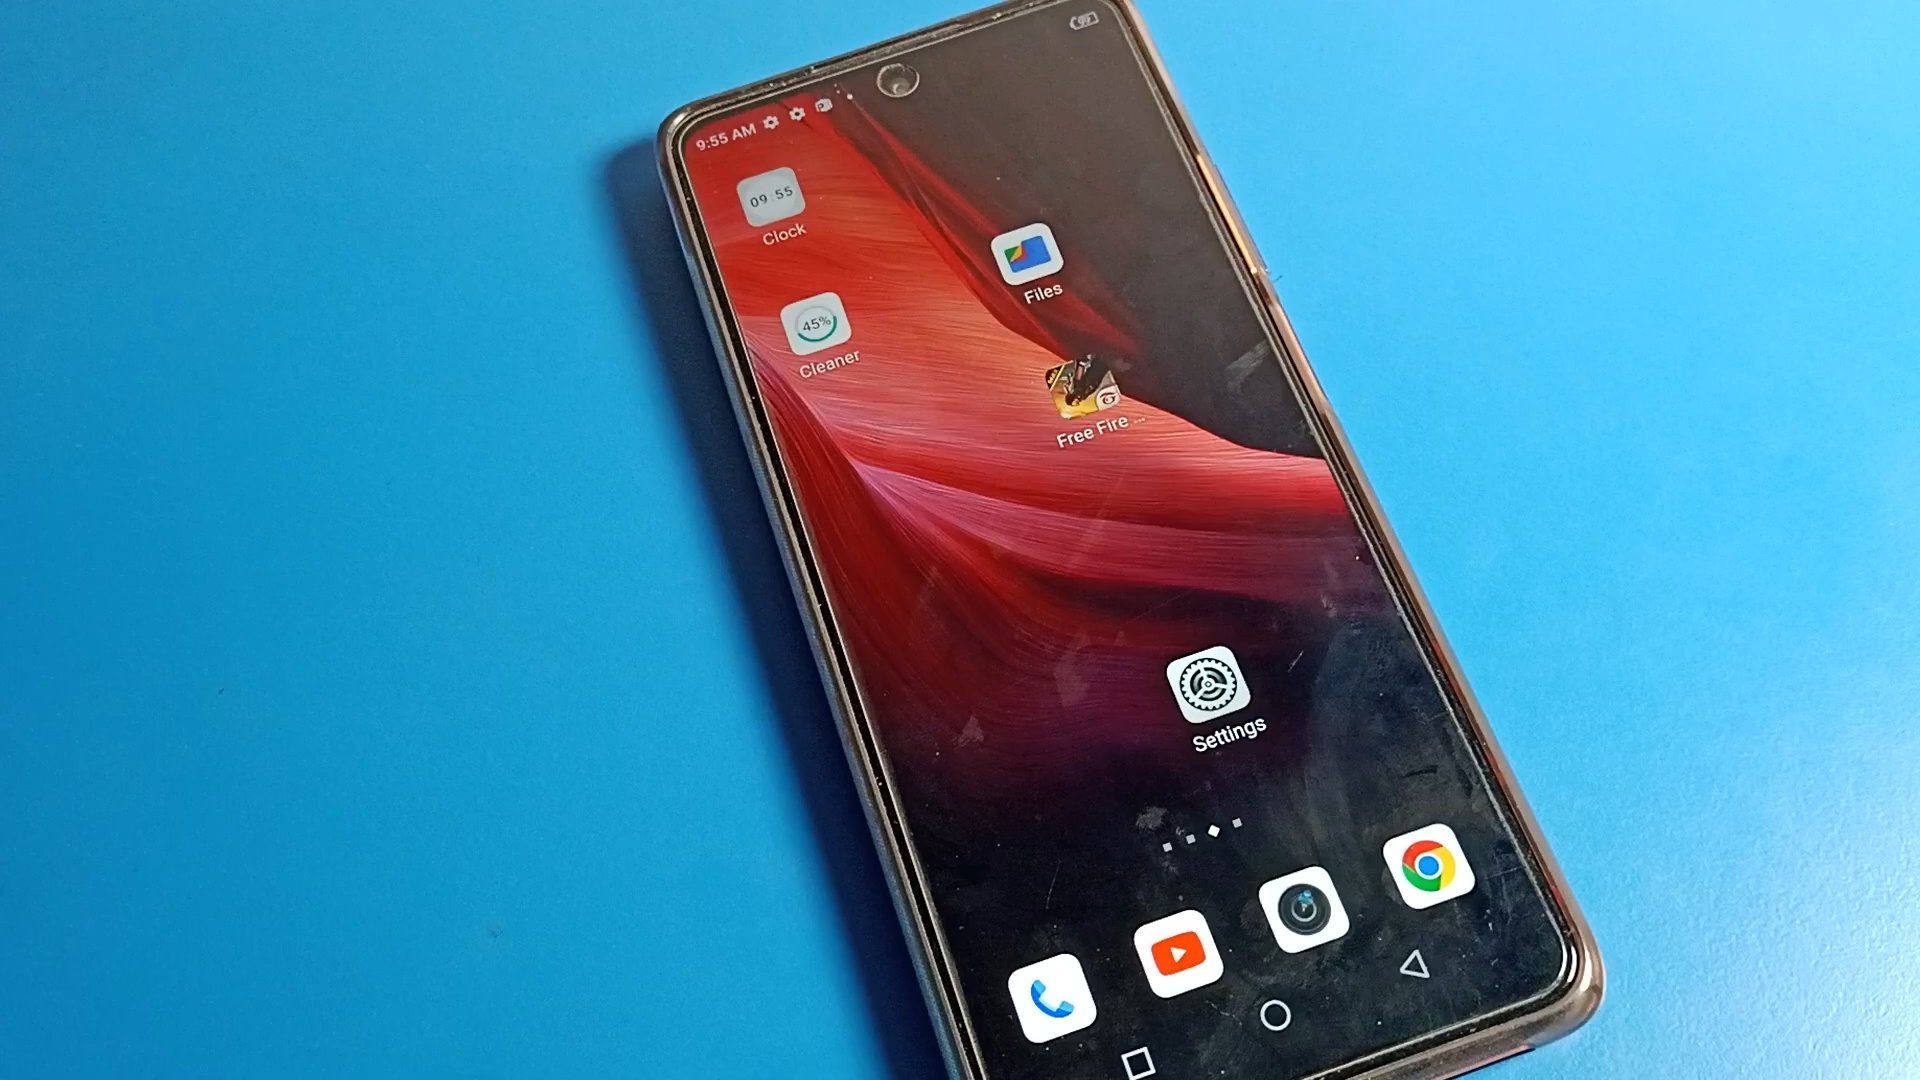 9:55 AM
09:55
Clock
Files
45%
Cleaner
Free Fire ...
Settings